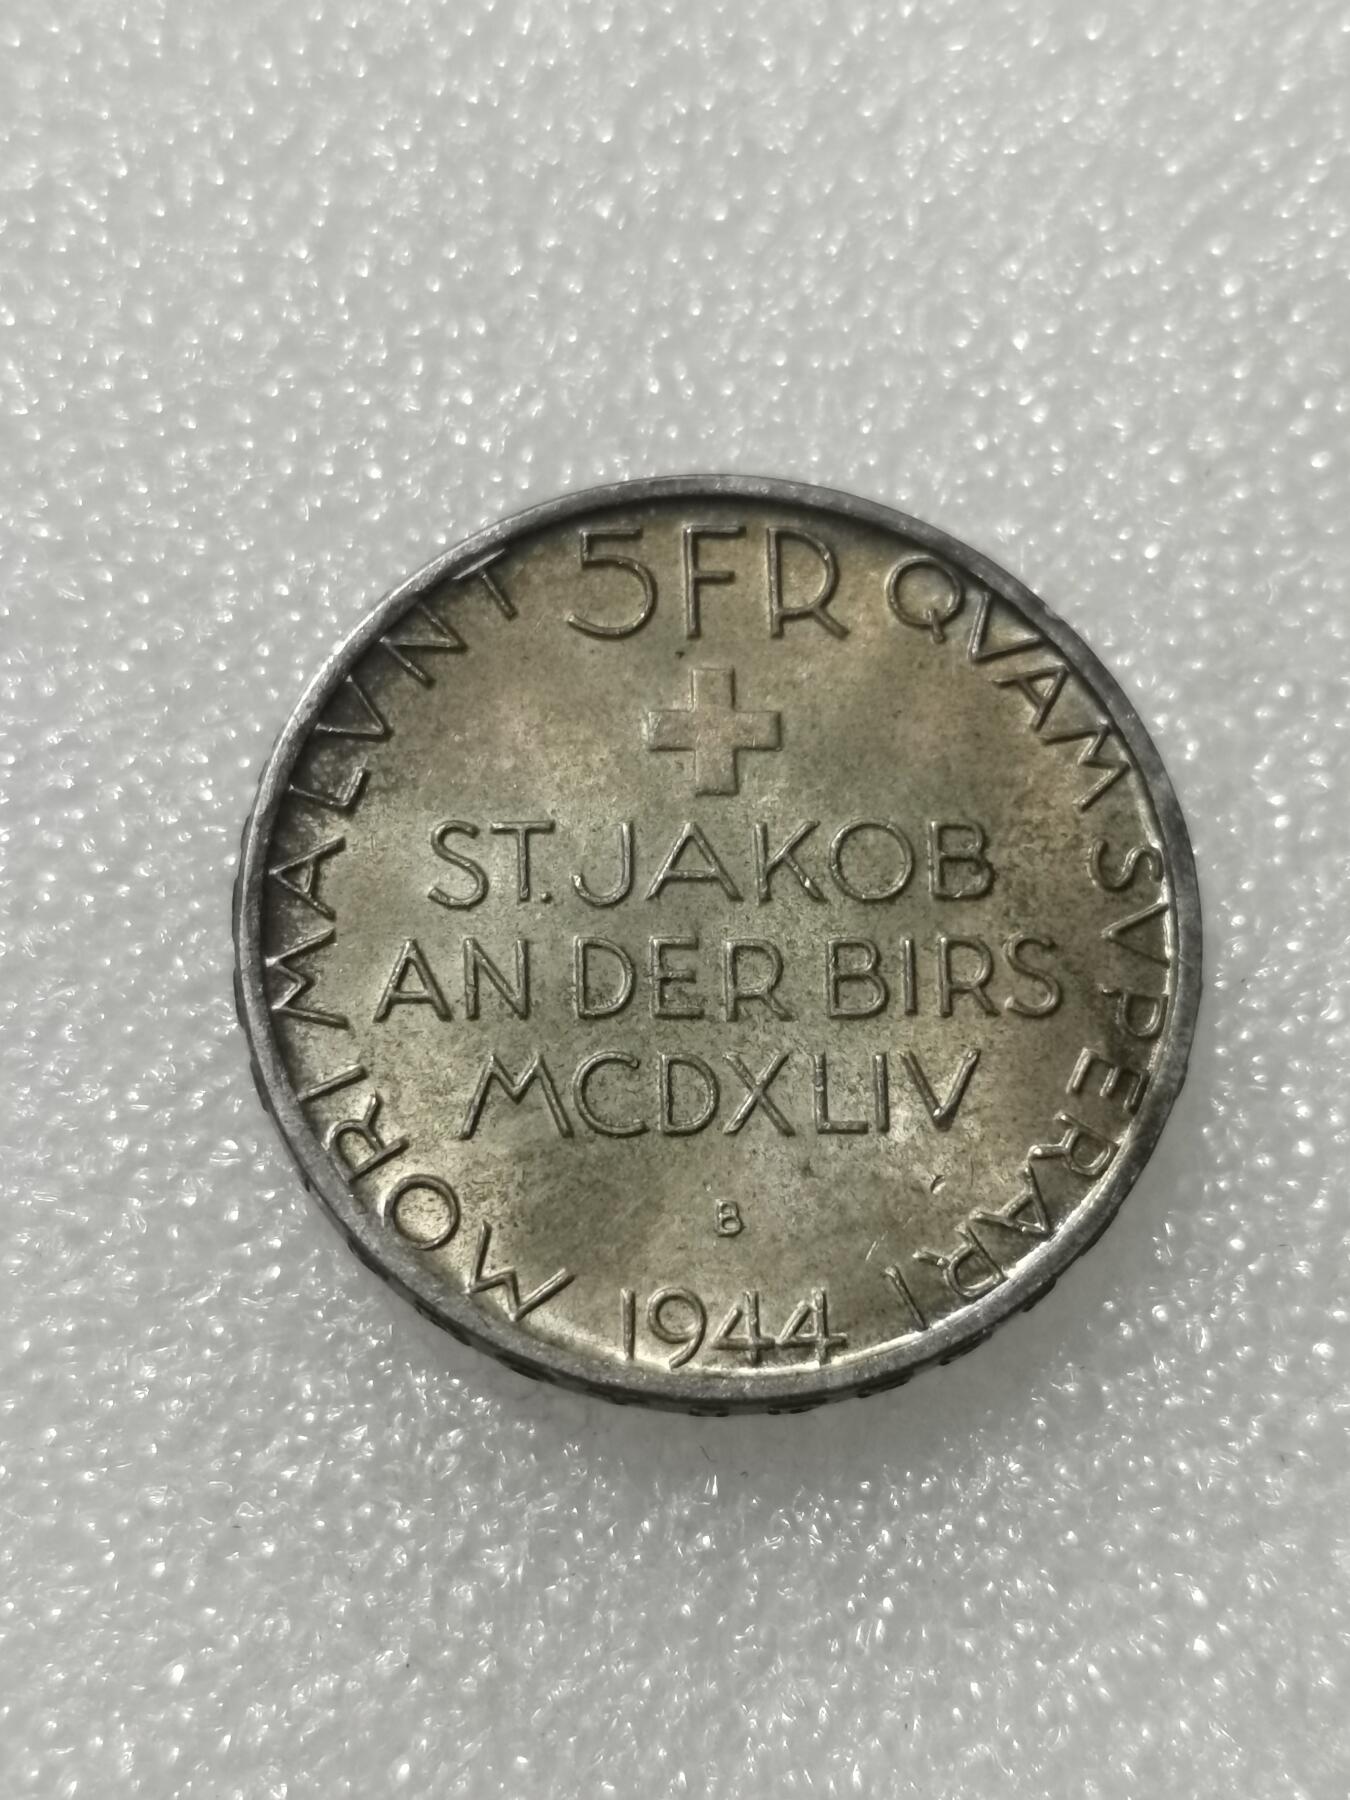 5FR
MORI MALVNT QVAM SVPERARI
ST. JAKOB
AN DER BIRS
MCDXLIV
B
1944